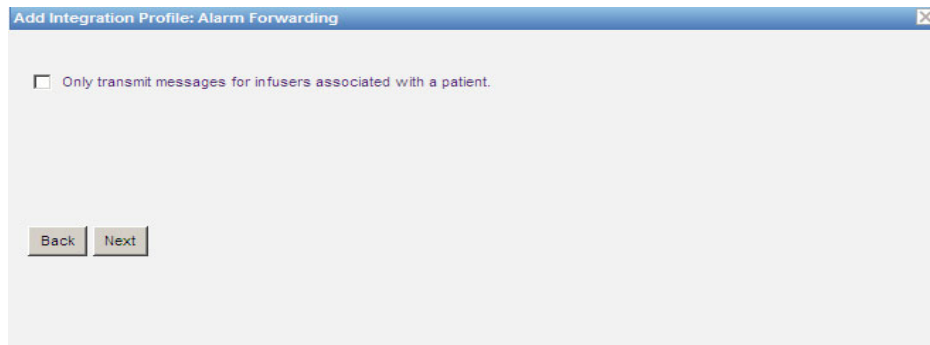 Add Integration Profile: Alarm Forwarding
Only transmit messages for infusers associated with a patient.
Back Next